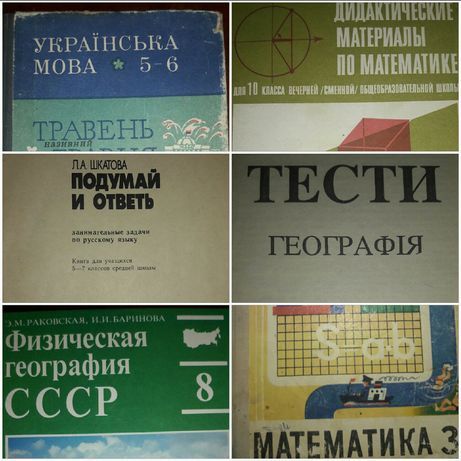 УКРАЇНСЬКА
МОВА * 5-6
ТРАВЕНЬ
називний
ДИДАКТИЧЕСКИЕ
МАТЕРИАЛЫ
ПО МАТЕМАТИКЕ
для 10 КЛАССА ВЕЧЕРНЕЙ /СМЕННОЙ/ ОБЩЕОБРАЗОВАТЕЛЬНОЙ ШКОЛЫ
Л.А. ШКАТОВА
ПОДУМАЙ
И ОТВЕТЬ
занимательные задачи
по русскому языку
Книга для учащихся
5—7 классов средней школы
ТЕСТИ
ГЕОГРАФІЯ
Э.М. РАКОВСКАЯ, И.И. БАРИНОВА
Физическая
география
СССР
8
S=ab
МАТЕМАТИКА 3